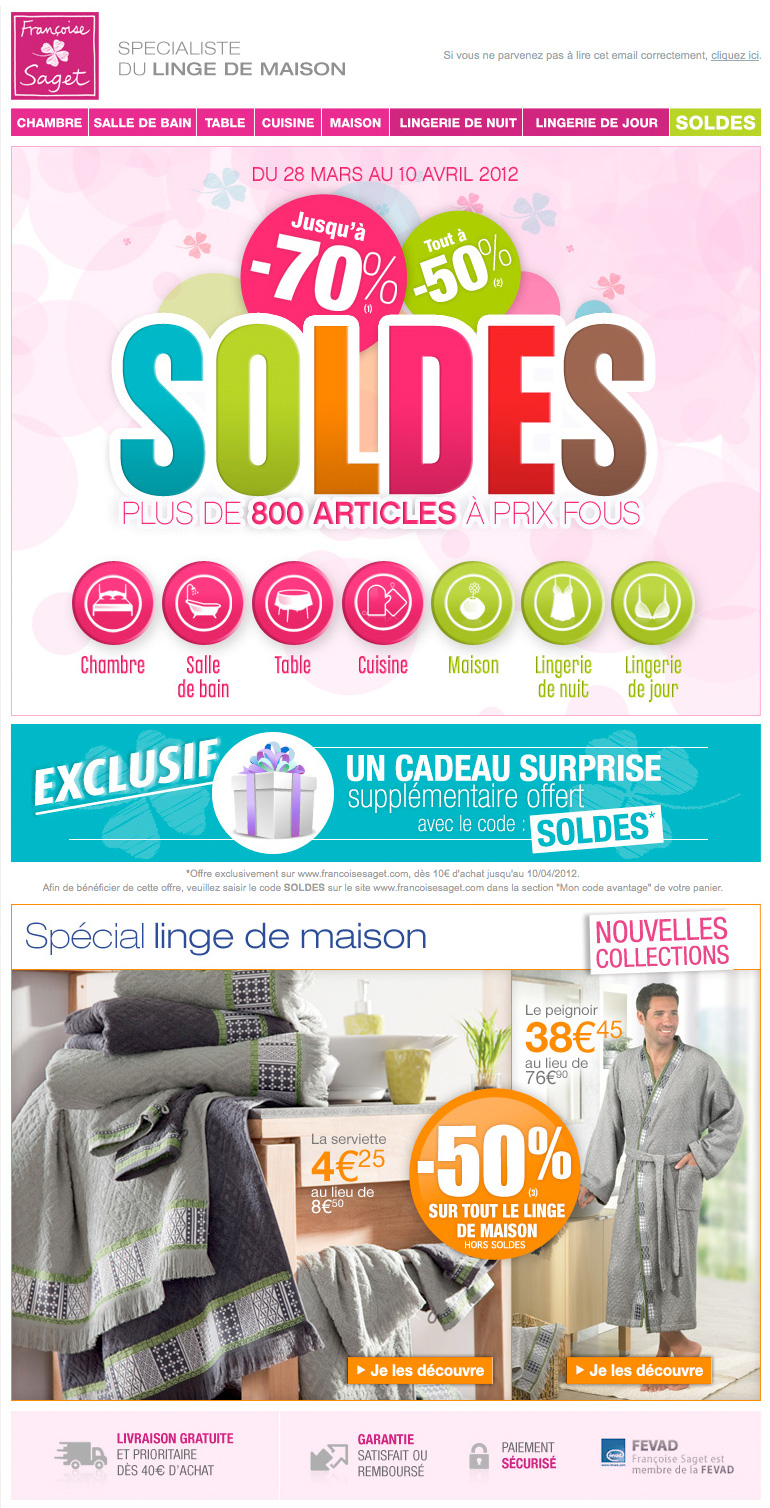 Françoise
Saget
SPECIALISTE
DU LINGE DE MAISON
Si vous ne parvenez pas à lire cet email correctement, cliquez ici.
CHAMBRE SALLE DE BAIN TABLE CUISINE MAISON LINGERIE DE NUIT LINGERIE DE JOUR SOLDES
DU 28 MARS AU 10 AVRIL 2012
Jusqu'à
-70%
(1)
Tout à
-50%
(2)
SOLDES
PLUS DE 800 ARTICLES À PRIX FOUS
Chambre
Salle
de bain
Table
Cuisine
Maison
Lingerie
de nuit
Lingerie
de jour
EXCLUSIF
UN CADEAU SURPRISE
supplémentaire offert
avec le code : SOLDES*
*Offre exclusivement sur www.francoisesaget.com, dès 10€ d'achat jusqu'au 10/04/2012.
Afin de bénéficier de cette offre, veuillez saisir le code SOLDES sur le site www.francoisesaget.com dans la section "Mon code avantage" de votre panier.
Spécial linge de maison
NOUVELLES
COLLECTIONS
Le peignoir
38€45
au lieu de
76€90
La serviette
4€25
au lieu de
8€50
-50%
(3)
SUR TOUT LE LINGE
DE MAISON
HORS SOLDES
Je les découvre
Je les découvre
LIVRAISON GRATUITE
ET PRIORITAIRE
DÈS 40€ D'ACHAT
GARANTIE
SATISFAIT OU
REMBOURSÉ
PAIEMENT
SÉCURISÉ
FEVAD
Françoise Saget est
membre de la FEVAD